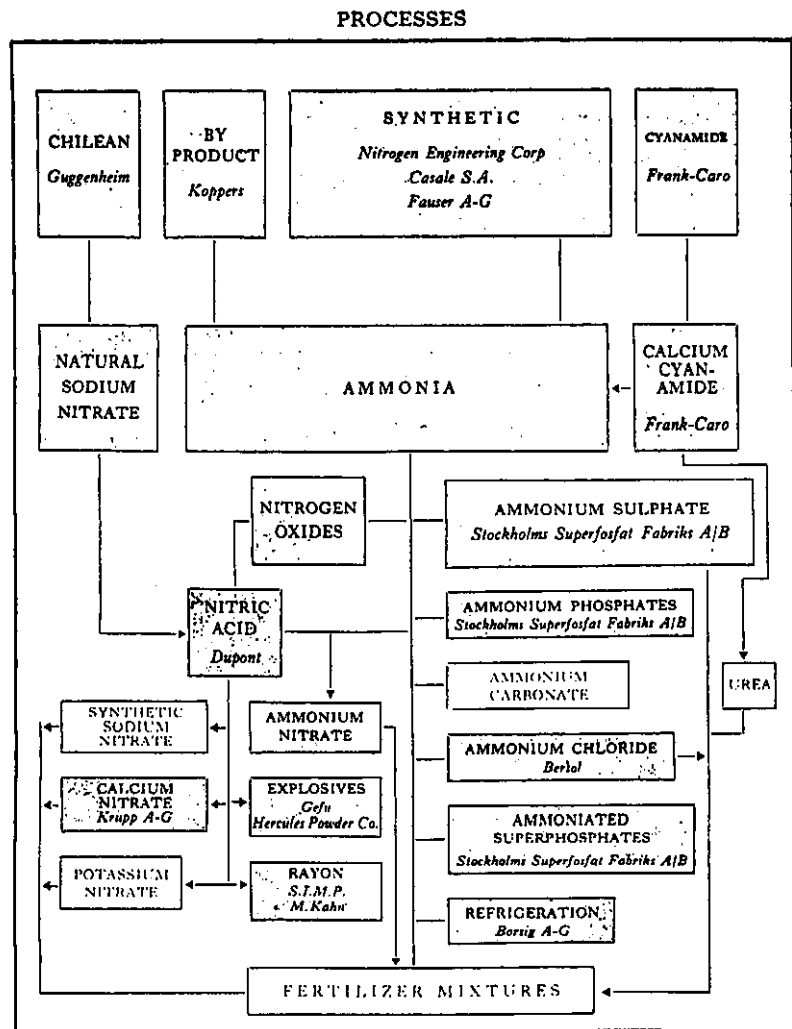 PROCESSES
CHILEAN
Guggenheim
BY
PRODUCT
Koppers
SYNTHETIC
Nitrogen Engineering Corp
Casale S.A.
Fauser A-G
CYANAMIDE
Frank-Caro
NATURAL
SODIUM
NITRATE
AMMONIA
CALCIUM
CYAN-
AMIDE
Frank-Caro
NITROGEN
OXIDES
AMMONIUM SULPHATE
Stockholms Superfosfat Fabriks A/B
NITRIC
ACID
Dupont
AMMONIUM PHOSPHATES
Stockholms Superfosfat Fabriks A/B
AMMONIUM
CARBONATE
UREA
SYNTHETIC
SODIUM
NITRATE
AMMONIUM
NITRATE
AMMONIUM CHLORIDE
CALCIUM
NITRATE
Krupp A-G
EXPLOSIVES
Gefu
Hercules Powder Co.
AMMONIATED
SUPERPHOSPHATES
Stockholms Superfosfat Fabriks A/B
POTASSIUM
NITRATE
RAYON
S.I.M.P.
M. Kahn
REFRIGERATION
Borsig A-G
FERTILIZER MIXTURES